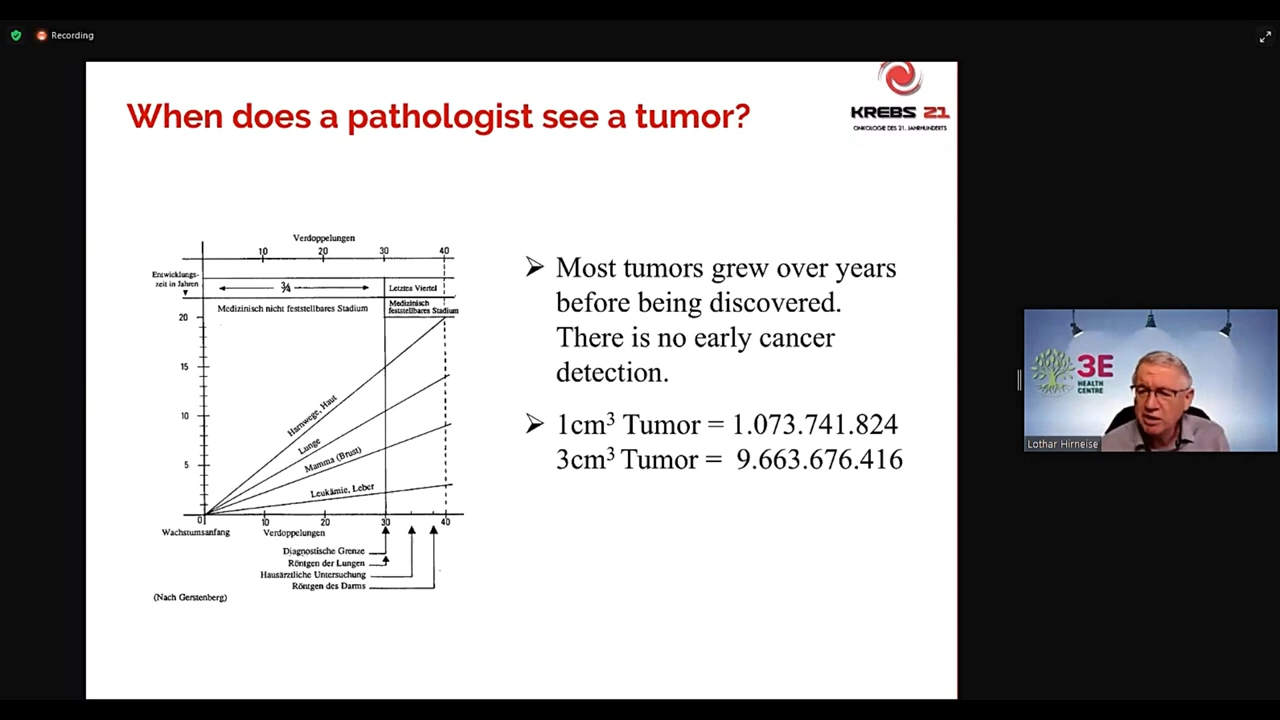 Recording
When does a pathologist see a tumor?
KREBS 21
ONKOLOGIE DES 21. JAHRHUNDERTS
Verdoppelungen
10 20 30 40
Entwicklungs-
zeit in Jahren
3/4
Letztes Viertel
Medizinisch nicht feststellbares Stadium
Medizinisch
feststellbares Stadium
20
15
10
5
0
Harnwege, Haut
Lunge
Mamma (Brust)
Leukämie, Leber
10 20 30 40
Wachstumsanfang
Verdoppelungen
Diagnostische Grenze
Röntgen der Lungen
Hausärztliche Untersuchung
Röntgen des Darms
(Nach Gerstenberg)
➢ Most tumors grew over years
before being discovered.
There is no early cancer
detection.
➢ 1cm³ Tumor = 1.073.741.824
3cm³ Tumor = 9.663.676.416
3E
HEALTH
CENTRE
Lothar Hirneise